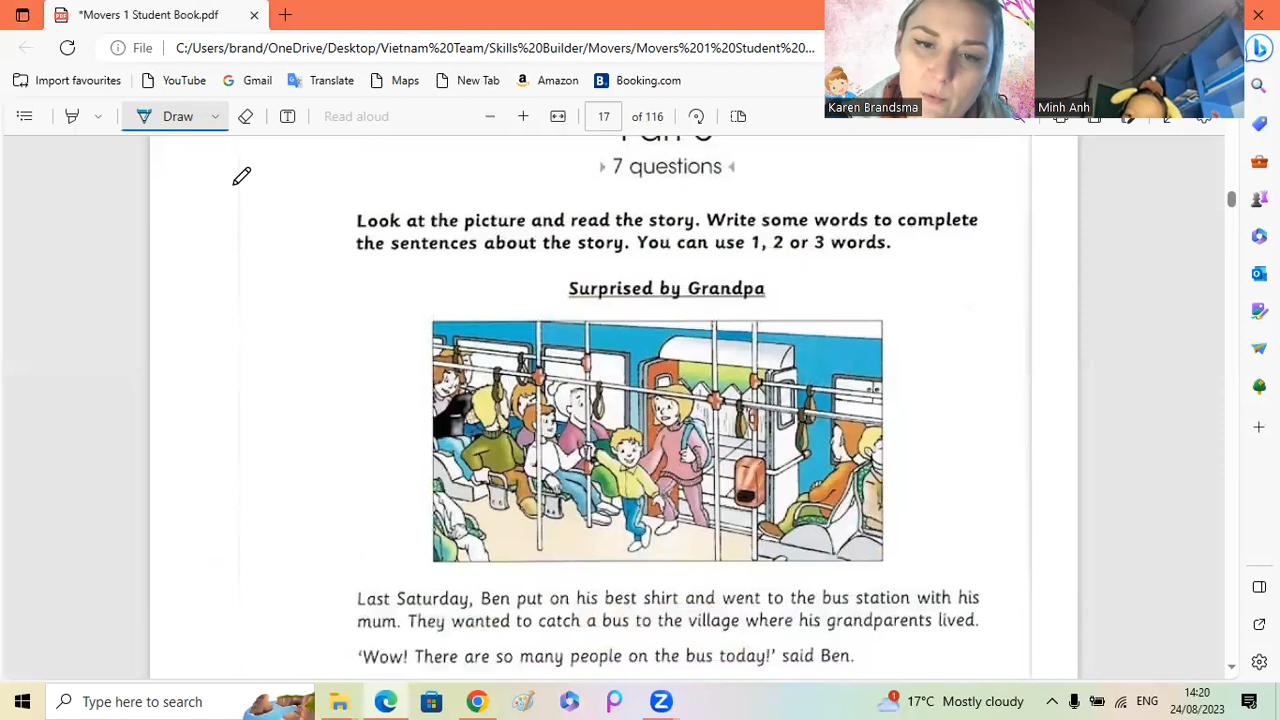 *Movers 1 Student Book.pdf
File
C:/Users/brand/OneDrive/Desktop/Vietnam%20Team/Skills%20Builder/Movers/Movers%201%20Student%20...
Import favourites YouTube Gmail Translate Maps New Tab Amazon Booking.com
Draw Read aloud 17 of 116
Karen Brandsma
Minh Anh
7 questions
Look at the picture and read the story. Write some words to complete
the sentences about the story. You can use 1, 2 or 3 words.
Surprised by Grandpa
Last Saturday, Ben put on his best shirt and went to the bus station with his
mum. They wanted to catch a bus to the village where his grandparents lived.
'Wow! There are so many people on the bus today!' said Ben.
Type here to search
1 17°C Mostly cloudy ENG
14:20
24/08/2023